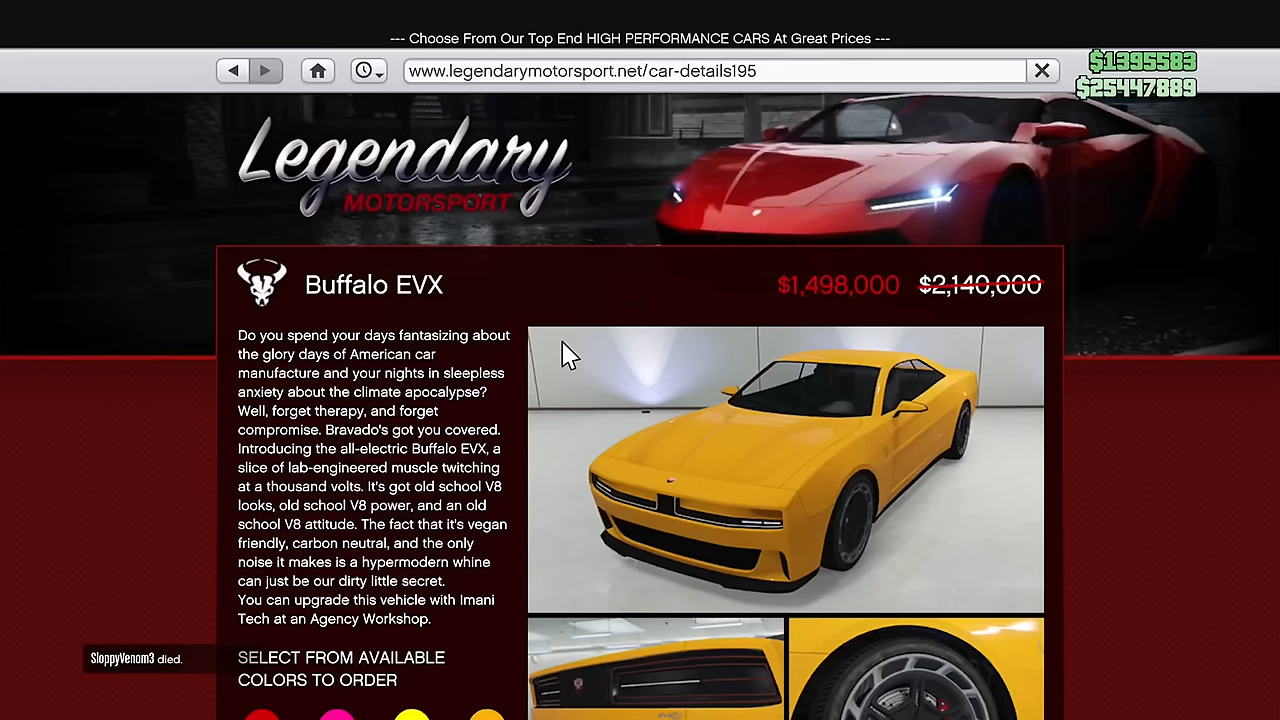 --- Choose From Our Top End HIGH PERFORMANCE CARS At Great Prices ---
www.legendarymotorsport.net/car-details195
$1395583
$25447889
Legendary
MOTORSPORT
Buffalo EVX
$1,498,000 $2,140,000
Do you spend your days fantasizing about
the glory days of American car
manufacture and your nights in sleepless
anxiety about the climate apocalypse?
Well, forget therapy, and forget
compromise. Bravado's got you covered.
Introducing the all-electric Buffalo EVX, a
slice of lab-engineered muscle twitching
at a thousand volts. It's got old school V8
looks, old school V8 power, and an old
school V8 attitude. The fact that it's vegan
friendly, carbon neutral, and the only
noise it makes is a hypermodern whine
can just be our dirty little secret.
You can upgrade this vehicle with Imani
Tech at an Agency Workshop.
SloppyVenom3 died.
SELECT FROM AVAILABLE
COLORS TO ORDER